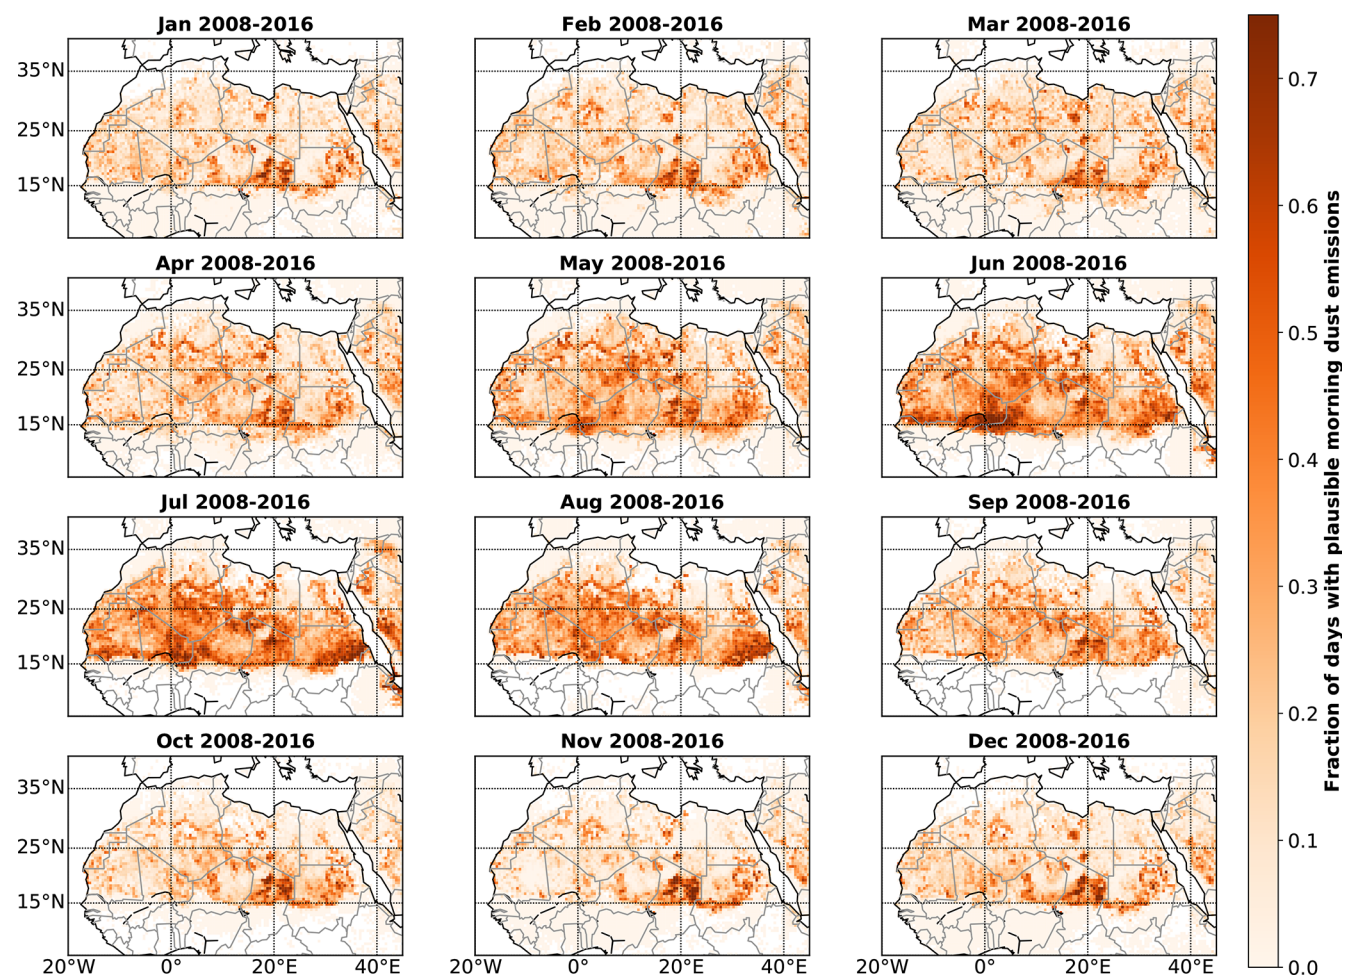 Jan 2008-2016
Feb 2008-2016
Mar 2008-2016
35°N
25°N
15°N
Apr 2008-2016
May 2008-2016
Jun 2008-2016
35°N
25°N
15°N
Jul 2008-2016
Aug 2008-2016
Sep 2008-2016
35°N
25°N
15°N
Oct 2008-2016
Nov 2008-2016
Dec 2008-2016
35°N
25°N
15°N
20°W 0° 20°E 40°E
20°W 0° 20°E 40°E
20°W 0° 20°E 40°E
0.7
0.6
0.5
0.4
0.3
0.2
0.1
0.0
Fraction of days with plausible morning dust emissions